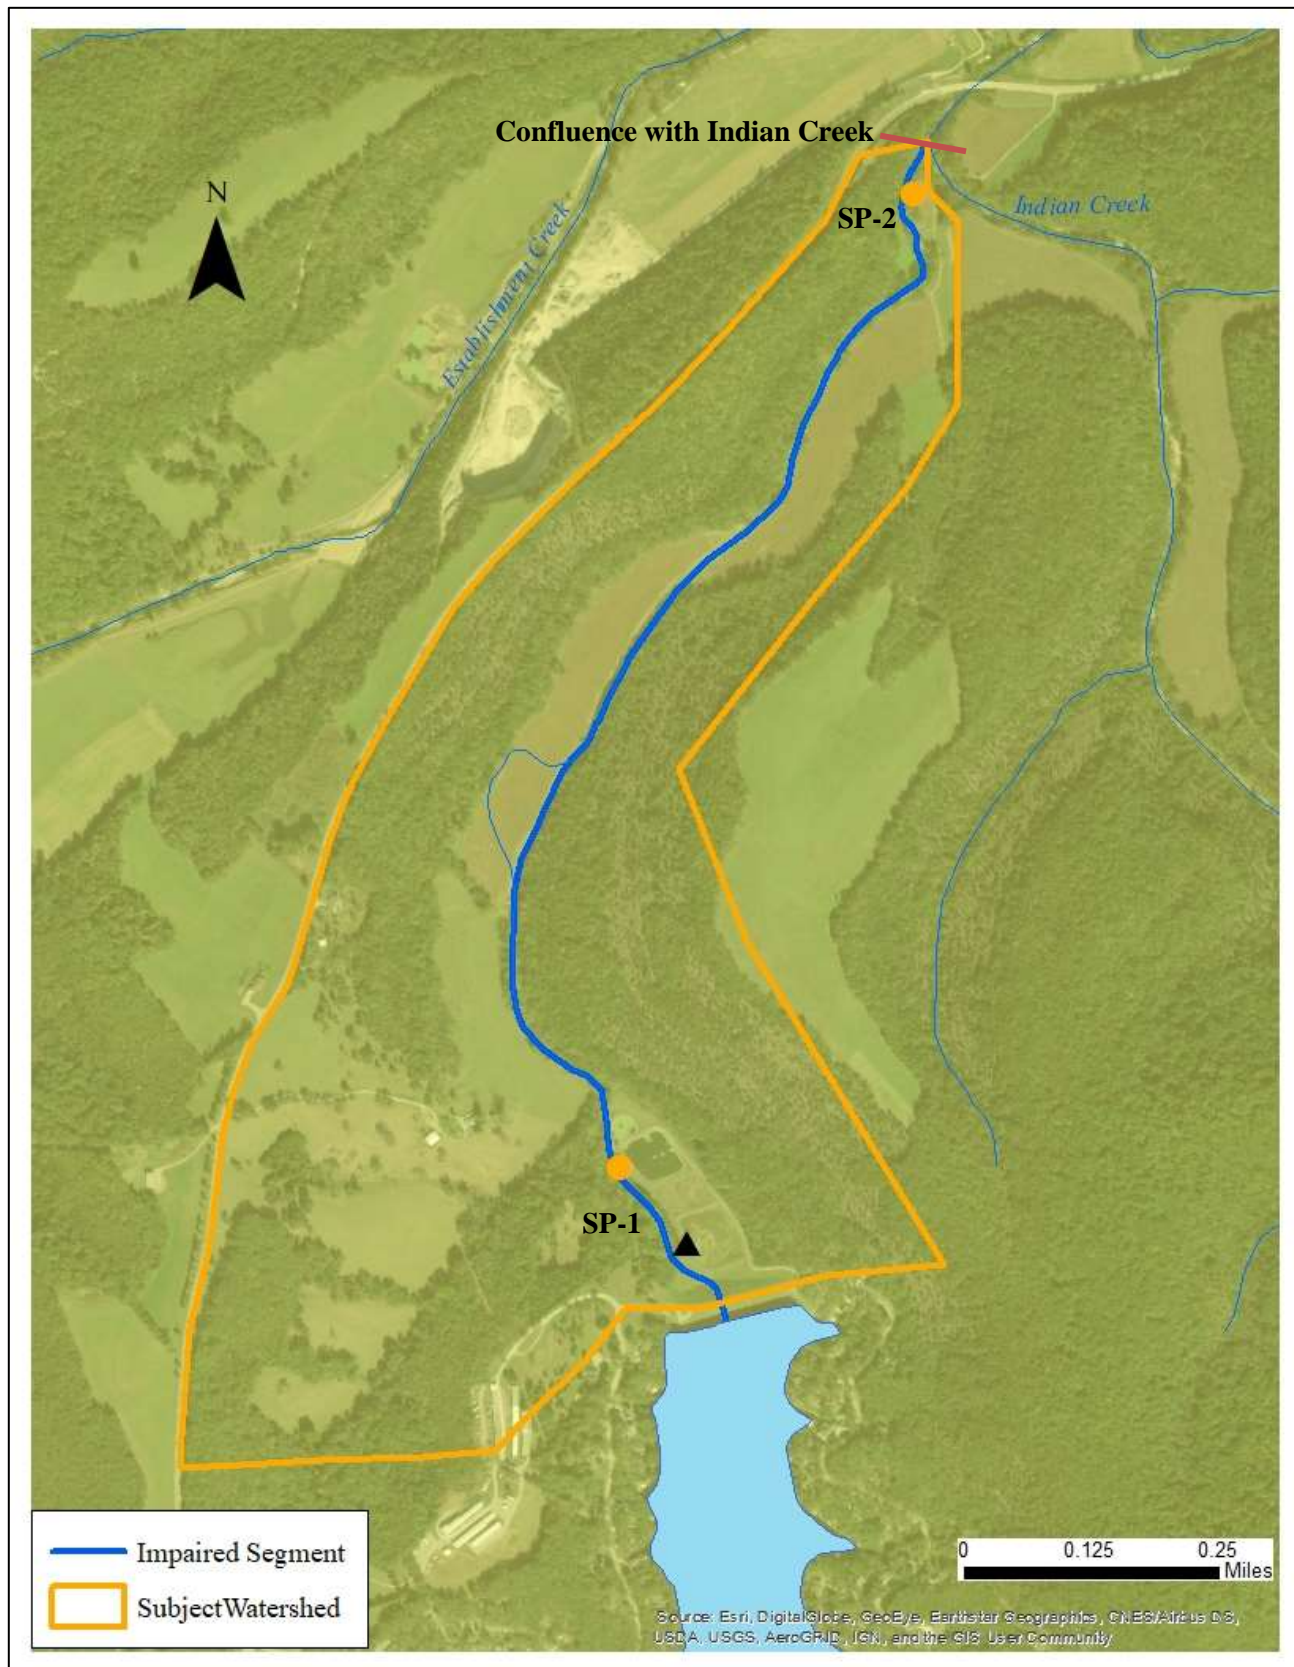 Confluence with Indian Creek
N
SP-2
Indian Creek
Establishment Creek
SP-1
Impaired Segment
SubjectWatershed
0 0.125 0.25
Miles
Source: Esri, DigitalGlobe, GeoEye, Earthstar Geographics, CNES/Airbus DS,
USDA, USGS, AeroGRID, IGN, and the GIS User Community